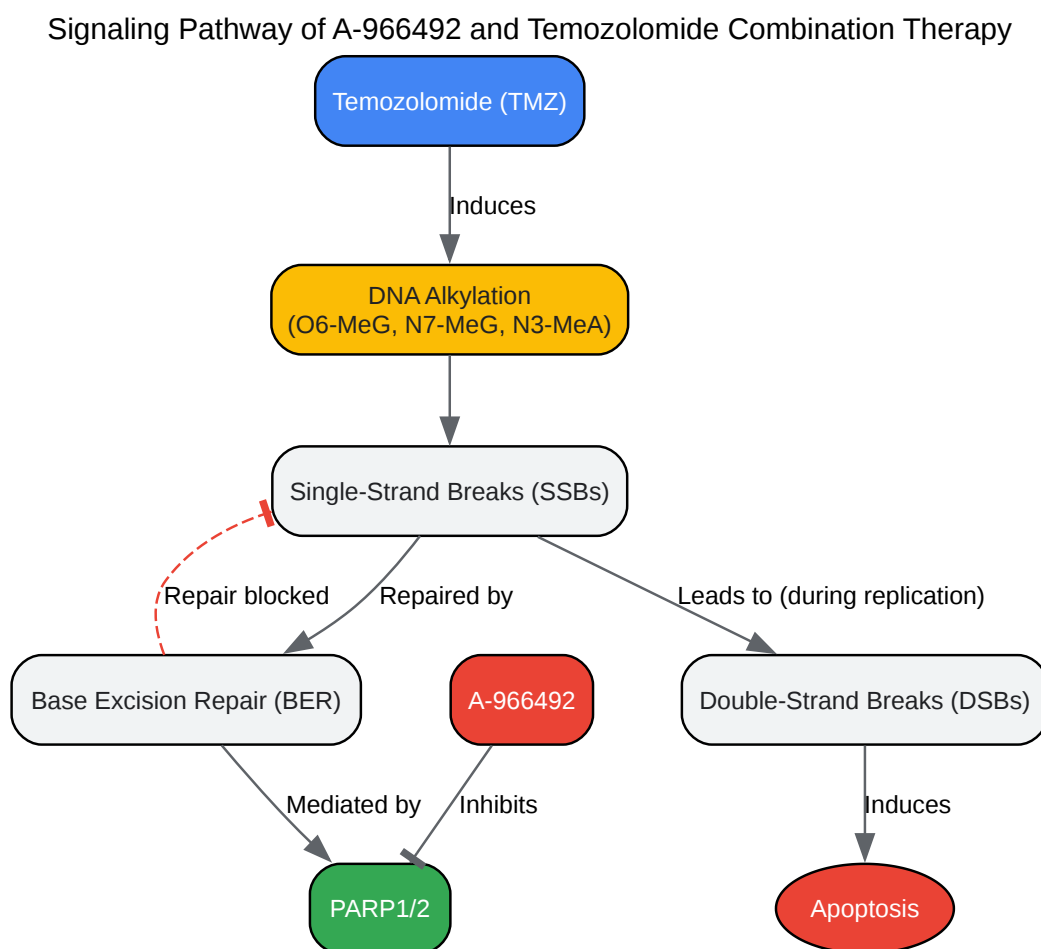 Signaling Pathway of A-966492 and Temozolomide Combination Therapy
Temozolomide (TMZ)
Induces
DNA Alkylation
(O6-MeG, N7-MeG, N3-MeA)
Single-Strand Breaks (SSBs)
Repair blocked
Repaired by
Leads to (during replication)
Base Excision Repair (BER)
A-966492
Double-Strand Breaks (DSBs)
Mediated by
Inhibits
Induces
PARP1/2
Apoptosis